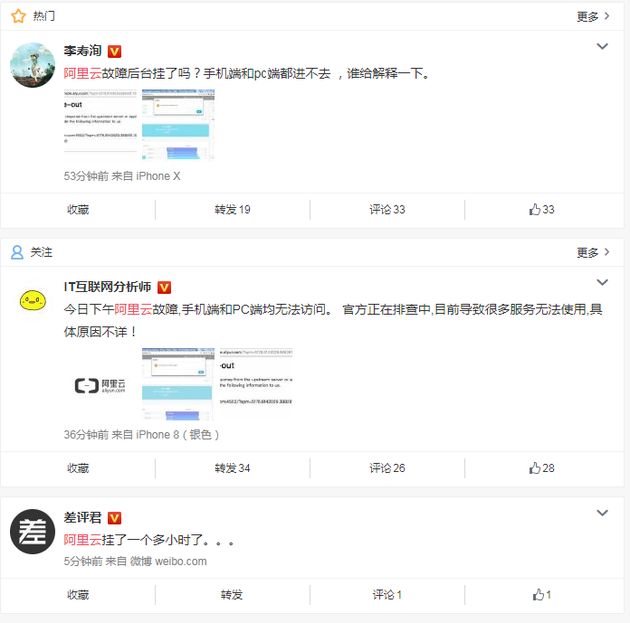 热门
更多
李寿洵
阿里云故障后台挂了吗？手机端和pc端都进不去 ，谁给解释一下。
e-out
53分钟前 来自 iPhone X
收藏 转发 19 评论 33 33
关注
更多
IT互联网分析师
今日下午阿里云故障,手机端和PC端均无法访问。 官方正在排查中,目前导致很多服务无法使用,具
体原因不详！
阿里云
aliyun.com
-out
36分钟前 来自 iPhone 8（银色）
收藏 转发 34 评论 26 28
差
差评君
阿里云挂了一个多小时了。。。
5分钟前 来自 微博 weibo.com
收藏 转发 评论 1 1